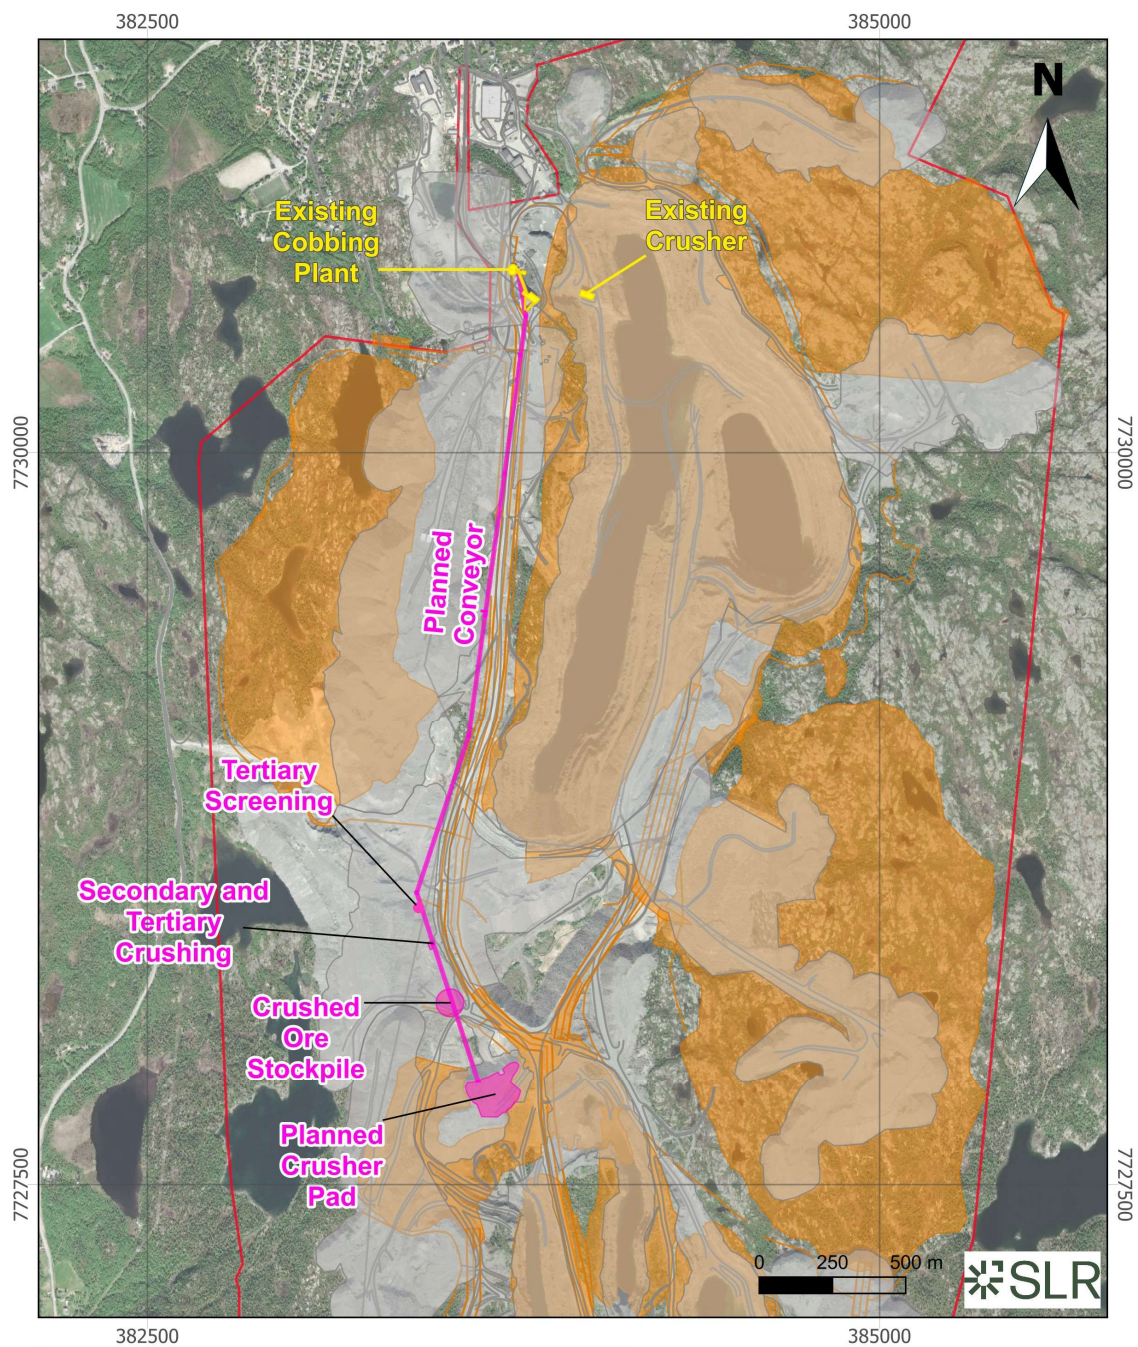 382500
385000
N
Existing
Cobbing
Plant
Existing
Crusher
7730000
7730000
Planned
Conveyor
Tertiary
Screening
Secondary and
Tertiary
Crushing
Crushed
Ore
Stockpile
Planned
Crusher
Pad
7727500
7727500
0 250 500 m
SLR
382500
385000